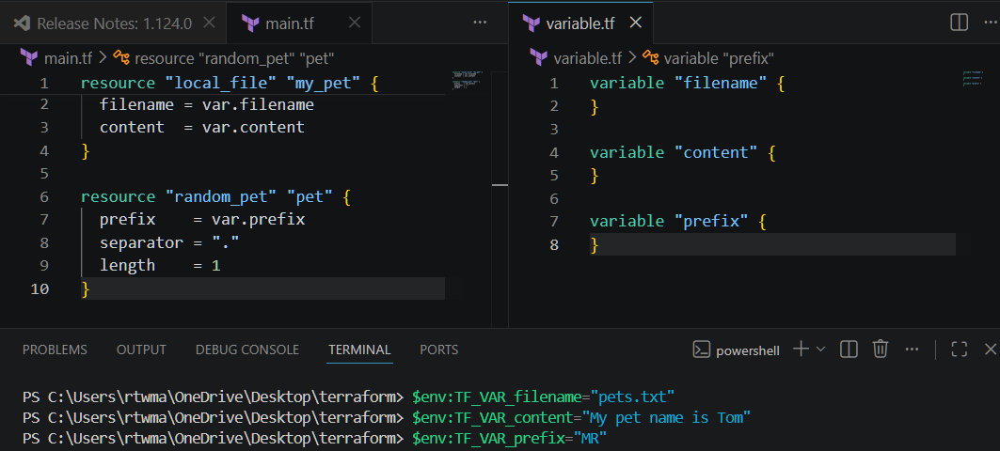 Release Notes: 1.124.0
main.tf
...
main.tf > resource "random_pet" "pet"
1 resource "local_file" "my_pet" {
2   filename = var.filename
3   content  = var.content
4 }
5
6 resource "random_pet" "pet" {
7   prefix    = var.prefix
8   separator = "."
9   length    = 1
10 }
variable.tf
...
variable.tf > variable "prefix"
1 variable "filename" {
2 }
3
4 variable "content" {
5 }
6
7 variable "prefix" {
8 }
PROBLEMS OUTPUT DEBUG CONSOLE TERMINAL PORTS powershell ...
PS C:\Users\rtwma\OneDrive\Desktop\terraform> $env:TF_VAR_filename="pets.txt"
PS C:\Users\rtwma\OneDrive\Desktop\terraform> $env:TF_VAR_content="My pet name is Tom"
PS C:\Users\rtwma\OneDrive\Desktop\terraform> $env:TF_VAR_prefix="MR"